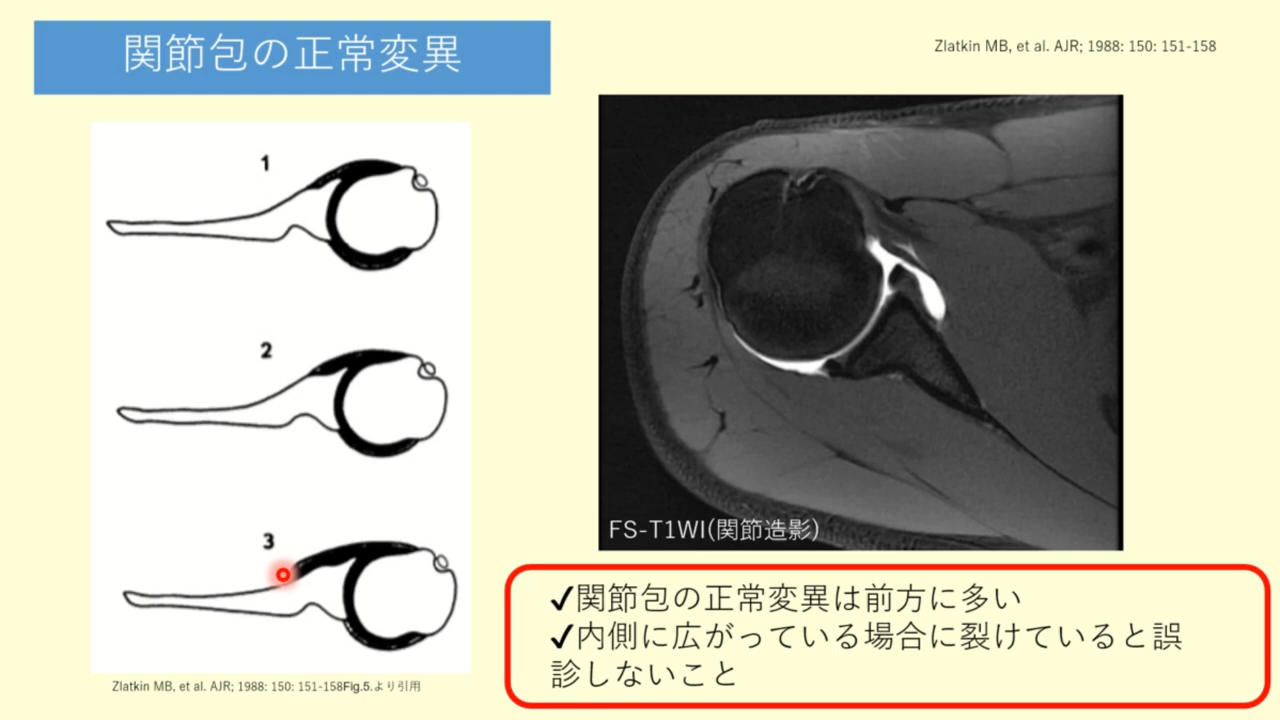 関節包の正常変異
Zlatkin MB, et al. AJR; 1988: 150: 151-158
1
2
3
Zlatkin MB, et al. AJR; 1988: 150: 151-158Fig.5.より引用
FS-T1WI(関節造影)
✓関節包の正常変異は前方に多い
✓内側に広がっている場合に裂けていると誤
診しないこと